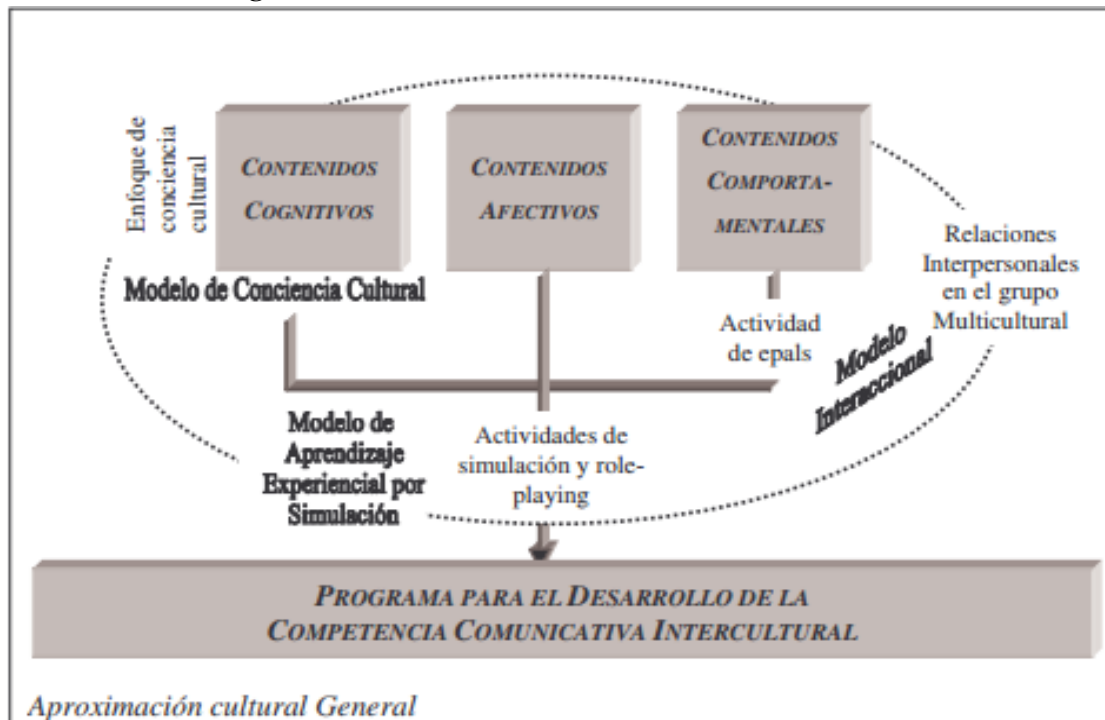 Enfoque de
conciencia
cultural
CONTENIDOS
COGNITIVOS
CONTENIDOS
AFECTIVOS
CONTENIDOS
COMPORTA-
MENTALES
Relaciones
Interpersonales
en el grupo
Multicultural
Modelo de Conciencia Cultural
Actividad
de epals
Modelo
Interaccional
Modelo de
Aprendizaje
Experiencial por
Simulación
Actividades de
simulación y role-
playing
PROGRAMA PARA EL DESARROLLO DE LA
COMPETENCIA COMUNICATIVA INTERCULTURAL
Aproximación cultural General